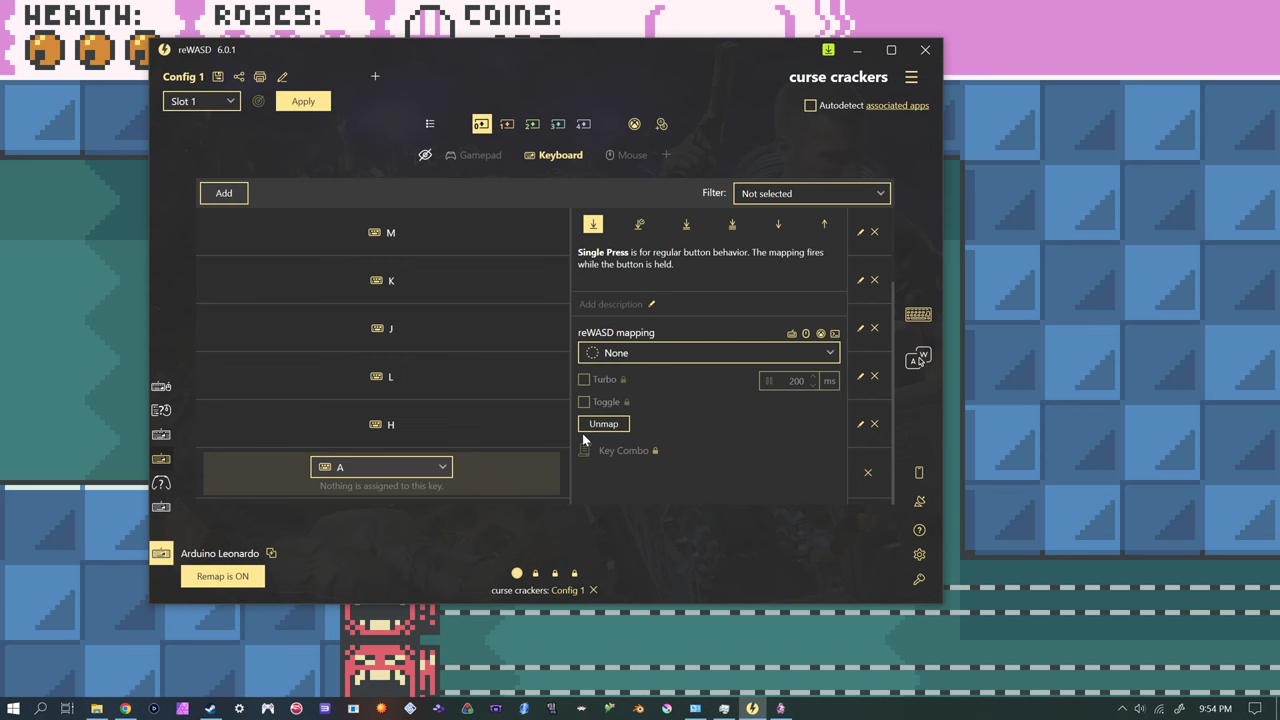 HEALTH:
ROSES:
COINS:
reWASD 6.0.1
Config 1
curse crackers
Slot 1
Apply
Autodetect associated apps
Gamepad
Keyboard
Mouse
Add
Filter:
Not selected
M
K
J
L
H
A
Nothing is assigned to this key.
Single Press is for regular button behavior. The mapping fires
while the button is held.
Add description
reWASD mapping
None
Turbo
200
ms
Toggle
Unmap
Key Combo
Arduino Leonardo
Remap is ON
curse crackers: Config 1
9:54 PM